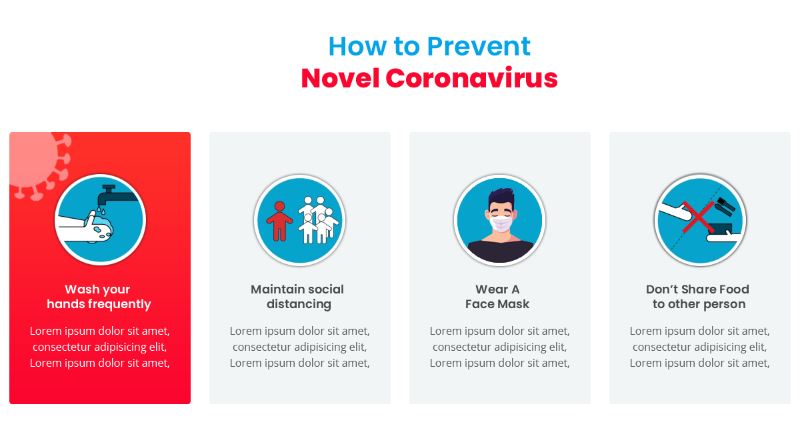 How to Prevent
Novel Coronavirus
Wash your
hands frequently
Lorem ipsum dolor sit amet,
consectetur adipisicing elit,
Lorem ipsum dolor sit amet,
Maintain social
distancing
Lorem ipsum dolor sit amet,
consectetur adipisicing elit,
Lorem ipsum dolor sit amet,
Wear A
Face Mask
Lorem ipsum dolor sit amet,
consectetur adipisicing elit,
Lorem ipsum dolor sit amet,
Don’t Share Food
to other person
Lorem ipsum dolor sit amet,
consectetur adipisicing elit,
Lorem ipsum dolor sit amet,